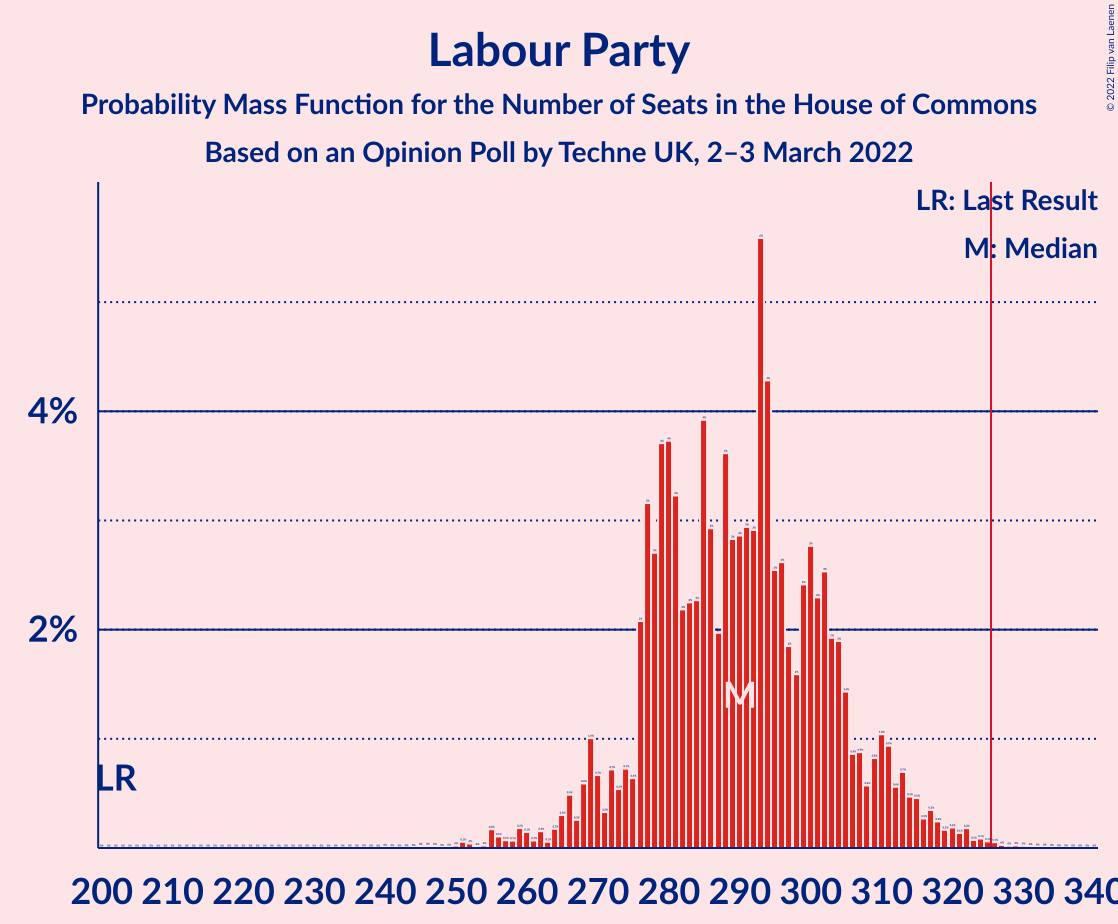 Labour Party
Probability Mass Function for the Number of Seats in the House of Commons
Based on an Opinion Poll by Techne UK, 2–3 March 2022
© 2022 Filip van Laenen
LR: Last Result
M: Median
4%
2%
M
LR
200 210 220 230 240 250 260 270 280 290 300 310 320 330 340